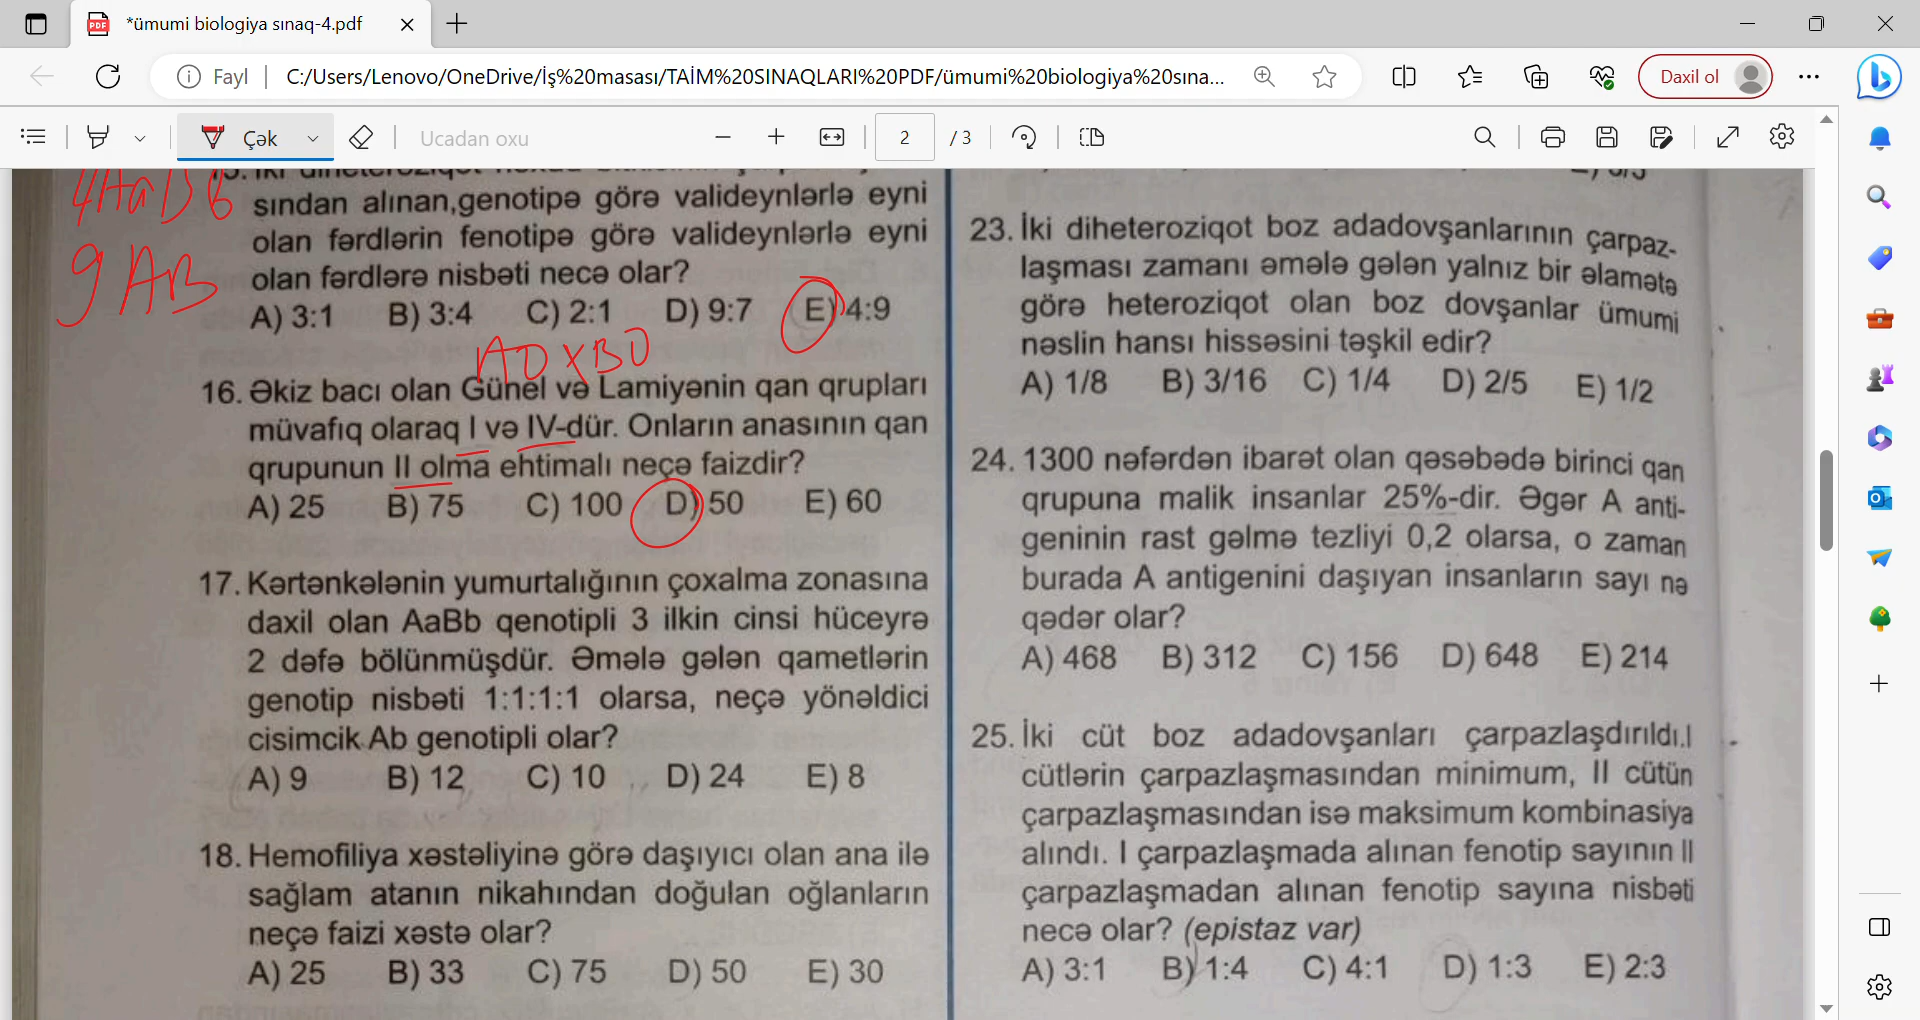 *ümumi biologiya sınaq-4.pdf
Fayl
C:/Users/Lenovo/OneDrive/İş%20masası/TAİM%20SINAQLARI%20PDF/ümumi%20biologiya%20sına...
Daxil ol
Çək
Ucadan oxu
2
/ 3
4AaBb
9 AB
sından alınan,genotipə görə valideynlərlə eyni
olan fərdlərin fenotipə görə valideynlərlə eyni
olan fərdlərə nisbəti necə olar?
A) 3:1 B) 3:4 C) 2:1 D) 9:7 E) 4:9
A0 x B0
16. Əkiz bacı olan Günel və Lamiyənin qan qrupları
müvafıq olaraq I və IV-dür. Onların anasının qan
qrupunun II olma ehtimalı neçə faizdir?
A) 25 B) 75 C) 100 D) 50 E) 60
17. Kərtənkələnin yumurtalığının çoxalma zonasına
daxil olan AaBb qenotipli 3 ilkin cinsi hüceyrə
2 dəfə bölünmüşdür. Əmələ gələn qametlərin
genotip nisbəti 1:1:1:1 olarsa, neçə yönəldici
cisimcik Ab genotipli olar?
A) 9 B) 12 C) 10 D) 24 E) 8
18. Hemofiliya xəstəliyinə görə daşıyıcı olan ana ilə
sağlam atanın nikahından doğulan oğlanların
neçə faizi xəstə olar?
A) 25 B) 33 C) 75 D) 50 E) 30
23. İki diheteroziqot boz adadovşanlarının çarpaz-
laşması zamanı əmələ gələn yalnız bir əlamətə
görə heteroziqot olan boz dovşanlar ümumi
nəslin hansı hissəsini təşkil edir?
A) 1/8 B) 3/16 C) 1/4 D) 2/5 E) 1/2
24. 1300 nəfərdən ibarət olan qəsəbədə birinci qan
qrupuna malik insanlar 25%-dir. Əgər A anti-
geninin rast gəlmə tezliyi 0,2 olarsa, o zaman
burada A antigenini daşıyan insanların sayı nə
qədər olar?
A) 468 B) 312 C) 156 D) 648 E) 214
25. İki cüt boz adadovşanları çarpazlaşdırıldı.I
cütlərin çarpazlaşmasından minimum, II cütün
çarpazlaşmasından isə maksimum kombinasiya
alındı. I çarpazlaşmada alınan fenotip sayının II
çarpazlaşmadan alınan fenotip sayına nisbəti
necə olar? (epistaz var)
A) 3:1 B) 1:4 C) 4:1 D) 1:3 E) 2:3